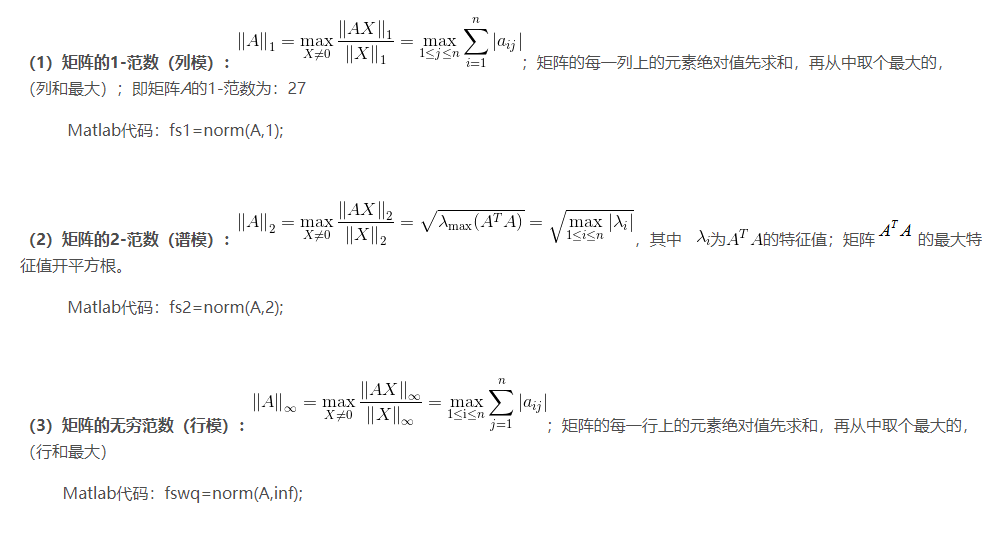 （1）矩阵的1-范数（列模）：$\|A\|_1 = \max_{X \neq 0} \frac{\|AX\|_1}{\|X\|_1} = \max_{1 \leq j \leq n} \sum_{i=1}^{n} |a_{ij}|$；矩阵的每一列上的元素绝对值先求和，再从中取个最大的，
（列和最大）；即矩阵A的1-范数为：27
Matlab代码：fs1=norm(A,1);
（2）矩阵的2-范数（谱模）：$\|A\|_2 = \max_{X \neq 0} \frac{\|AX\|_2}{\|X\|_2} = \sqrt{\lambda_{\max}(A^T A)} = \sqrt{\max_{1 \leq i \leq n} |\lambda_i|}$，其中 $\lambda_i$为$A^T A$的特征值；矩阵 $A^T A$ 的最大特
征值开平方根。
Matlab代码：fs2=norm(A,2);
（3）矩阵的无穷范数（行模）：$\|A\|_\infty = \max_{X \neq 0} \frac{\|AX\|_\infty}{\|X\|_\infty} = \max_{1 \leq i \leq n} \sum_{j=1}^{n} |a_{ij}|$；矩阵的每一行上的元素绝对值先求和，再从中取个最大的，
（行和最大）
Matlab代码：fswq=norm(A,inf);